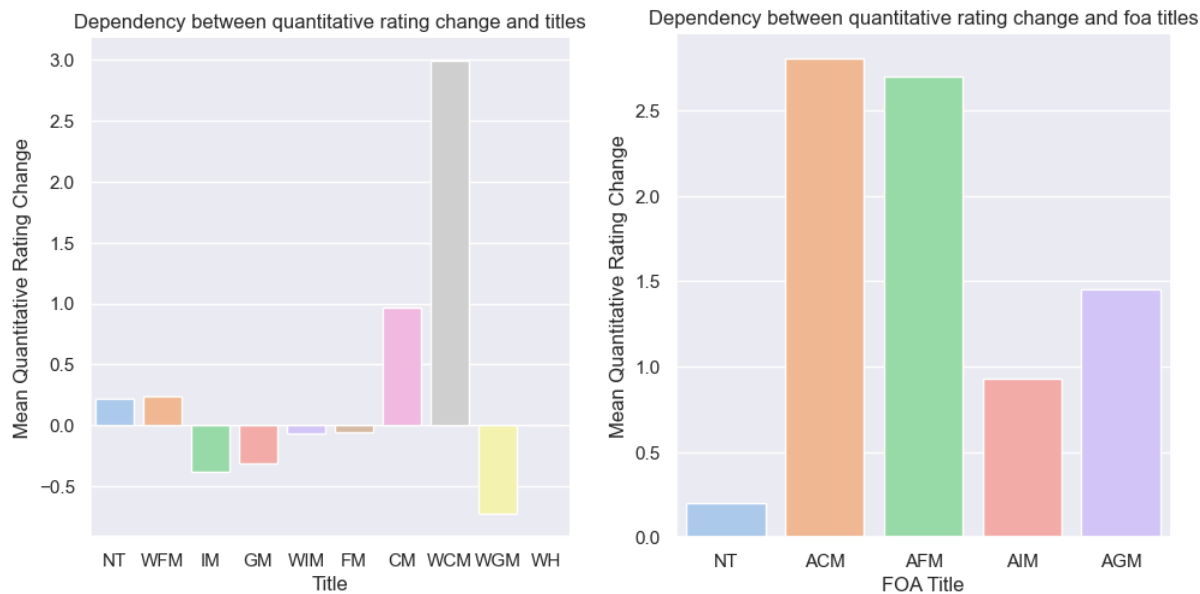 Dependency between quantitative rating change and titles
Mean Quantitative Rating Change
3.0
2.5
2.0
1.5
1.0
0.5
0.0
−0.5
NT WFM IM GM WIM FM CM WCM WGM WH
Title
Dependency between quantitative rating change and foa titles
Mean Quantitative Rating Change
2.5
2.0
1.5
1.0
0.5
0.0
NT ACM AFM AIM AGM
FOA Title